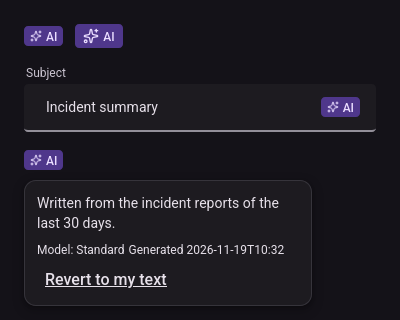 AI AI
Subject
Incident summary AI
AI
Written from the incident reports of the
last 30 days.
Model: Standard Generated 2026-11-19T10:32
Revert to my text